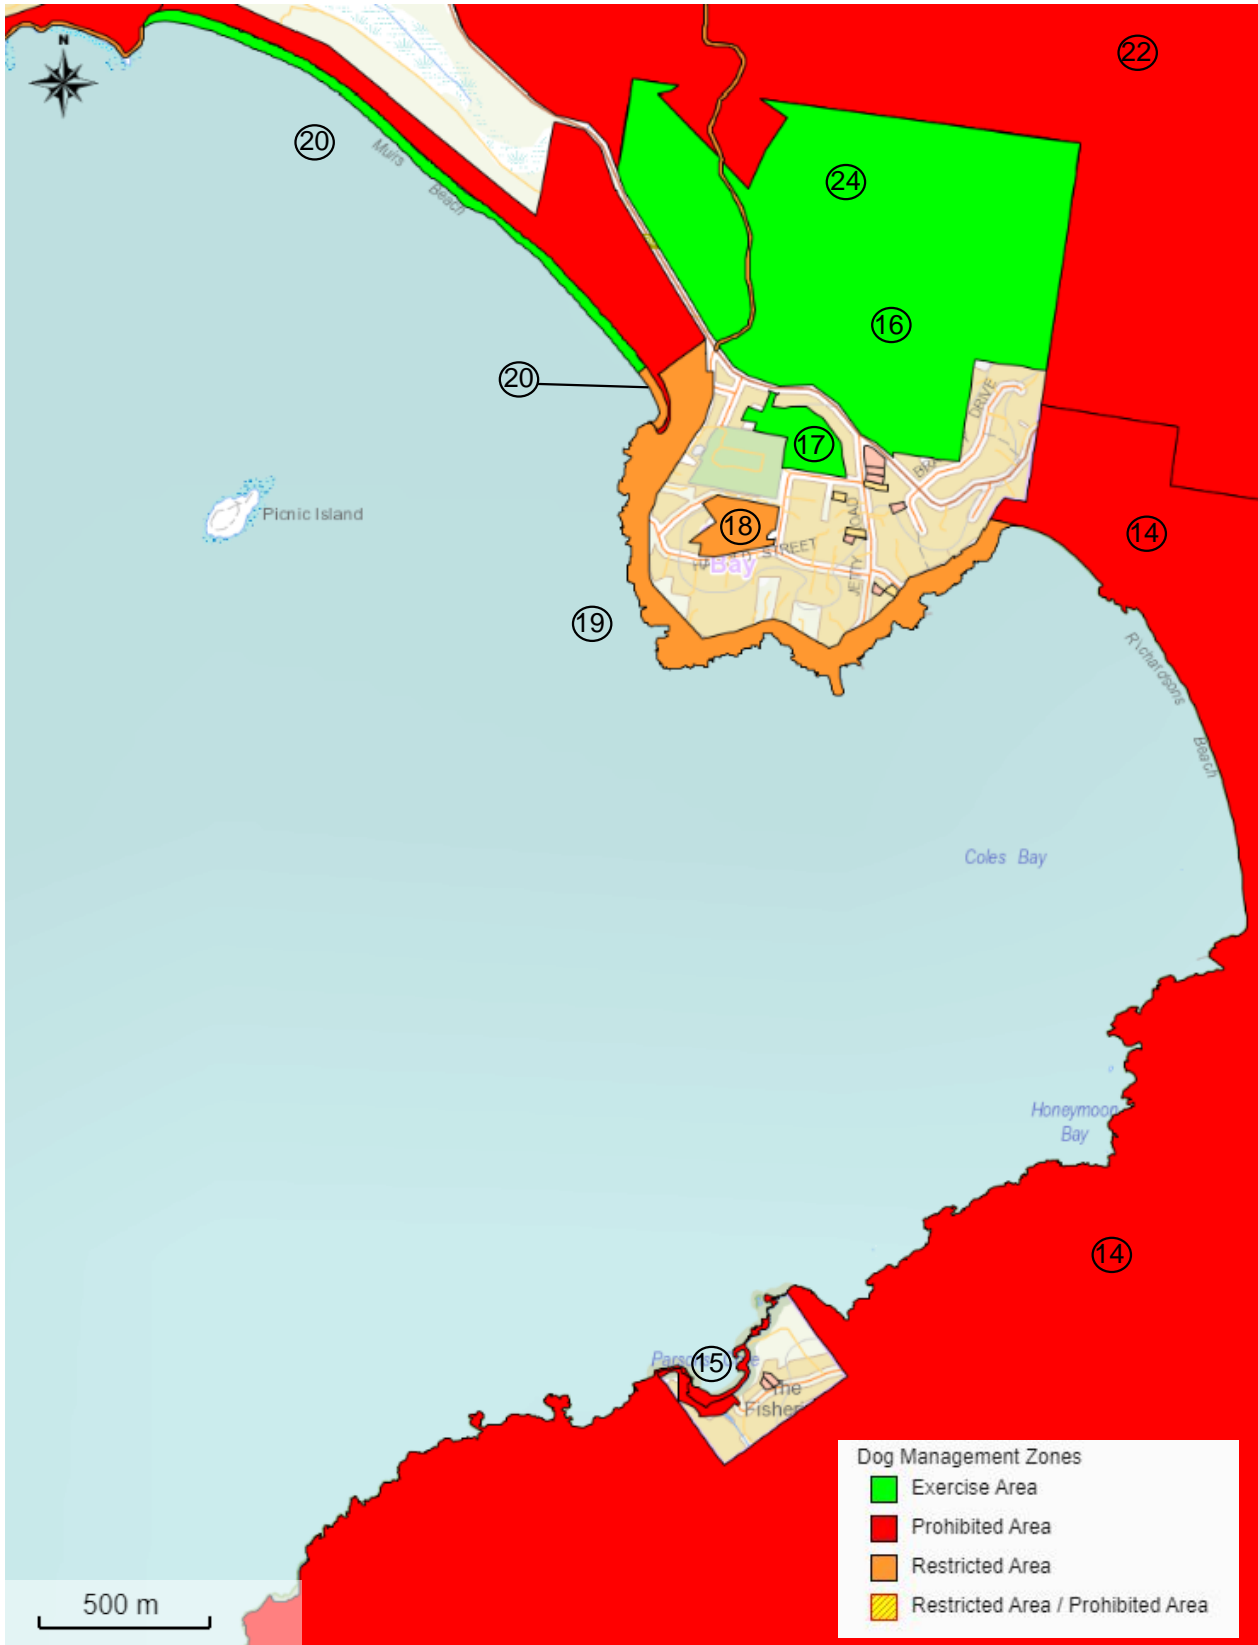 N
22
20
Muirs
Beach
24
16
20
DRIVE
17
Picnic Island
18
14
STREET
Bay
JETTY
19
Richardsons
Beach
Coles Bay
Honeymoon
Bay
14
15
The
Dog Management Zones
Exercise Area
Prohibited Area
Restricted Area
Restricted Area / Prohibited Area
500 m